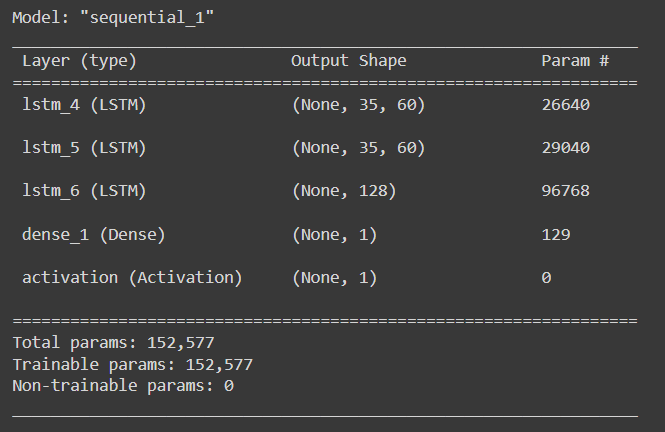 Model: "sequential_1"
Layer (type) Output Shape Param #
lstm_4 (LSTM) (None, 35, 60) 26640
lstm_5 (LSTM) (None, 35, 60) 29040
lstm_6 (LSTM) (None, 128) 96768
dense_1 (Dense) (None, 1) 129
activation (Activation) (None, 1) 0
Total params: 152,577
Trainable params: 152,577
Non-trainable params: 0